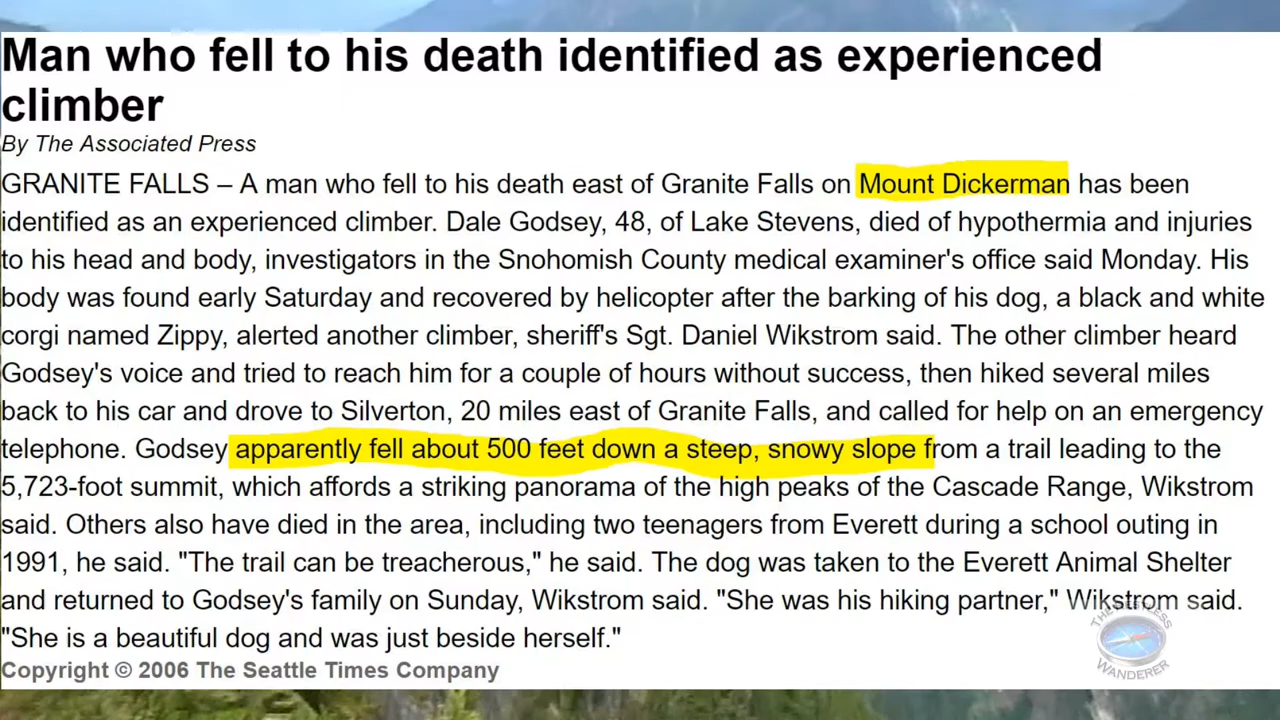 Man who fell to his death identified as experienced
climber
By The Associated Press
GRANITE FALLS – A man who fell to his death east of Granite Falls on Mount Dickerman has been
identified as an experienced climber. Dale Godsey, 48, of Lake Stevens, died of hypothermia and injuries
to his head and body, investigators in the Snohomish County medical examiner's office said Monday. His
body was found early Saturday and recovered by helicopter after the barking of his dog, a black and white
corgi named Zippy, alerted another climber, sheriff's Sgt. Daniel Wikstrom said. The other climber heard
Godsey's voice and tried to reach him for a couple of hours without success, then hiked several miles
back to his car and drove to Silverton, 20 miles east of Granite Falls, and called for help on an emergency
telephone. Godsey apparently fell about 500 feet down a steep, snowy slope from a trail leading to the
5,723-foot summit, which affords a striking panorama of the high peaks of the Cascade Range, Wikstrom
said. Others also have died in the area, including two teenagers from Everett during a school outing in
1991, he said. "The trail can be treacherous," he said. The dog was taken to the Everett Animal Shelter
and returned to Godsey's family on Sunday, Wikstrom said. "She was his hiking partner," Wikstrom said.
"She is a beautiful dog and was just beside herself."
Copyright © 2006 The Seattle Times Company
THE RESTLESS
WANDERER